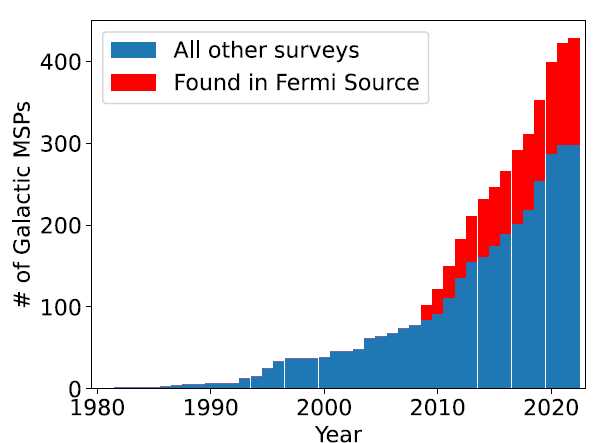 All other surveys
Found in Fermi Source
# of Galactic MSPs
400
300
200
100
0
1980 1990 2000 2010 2020
Year